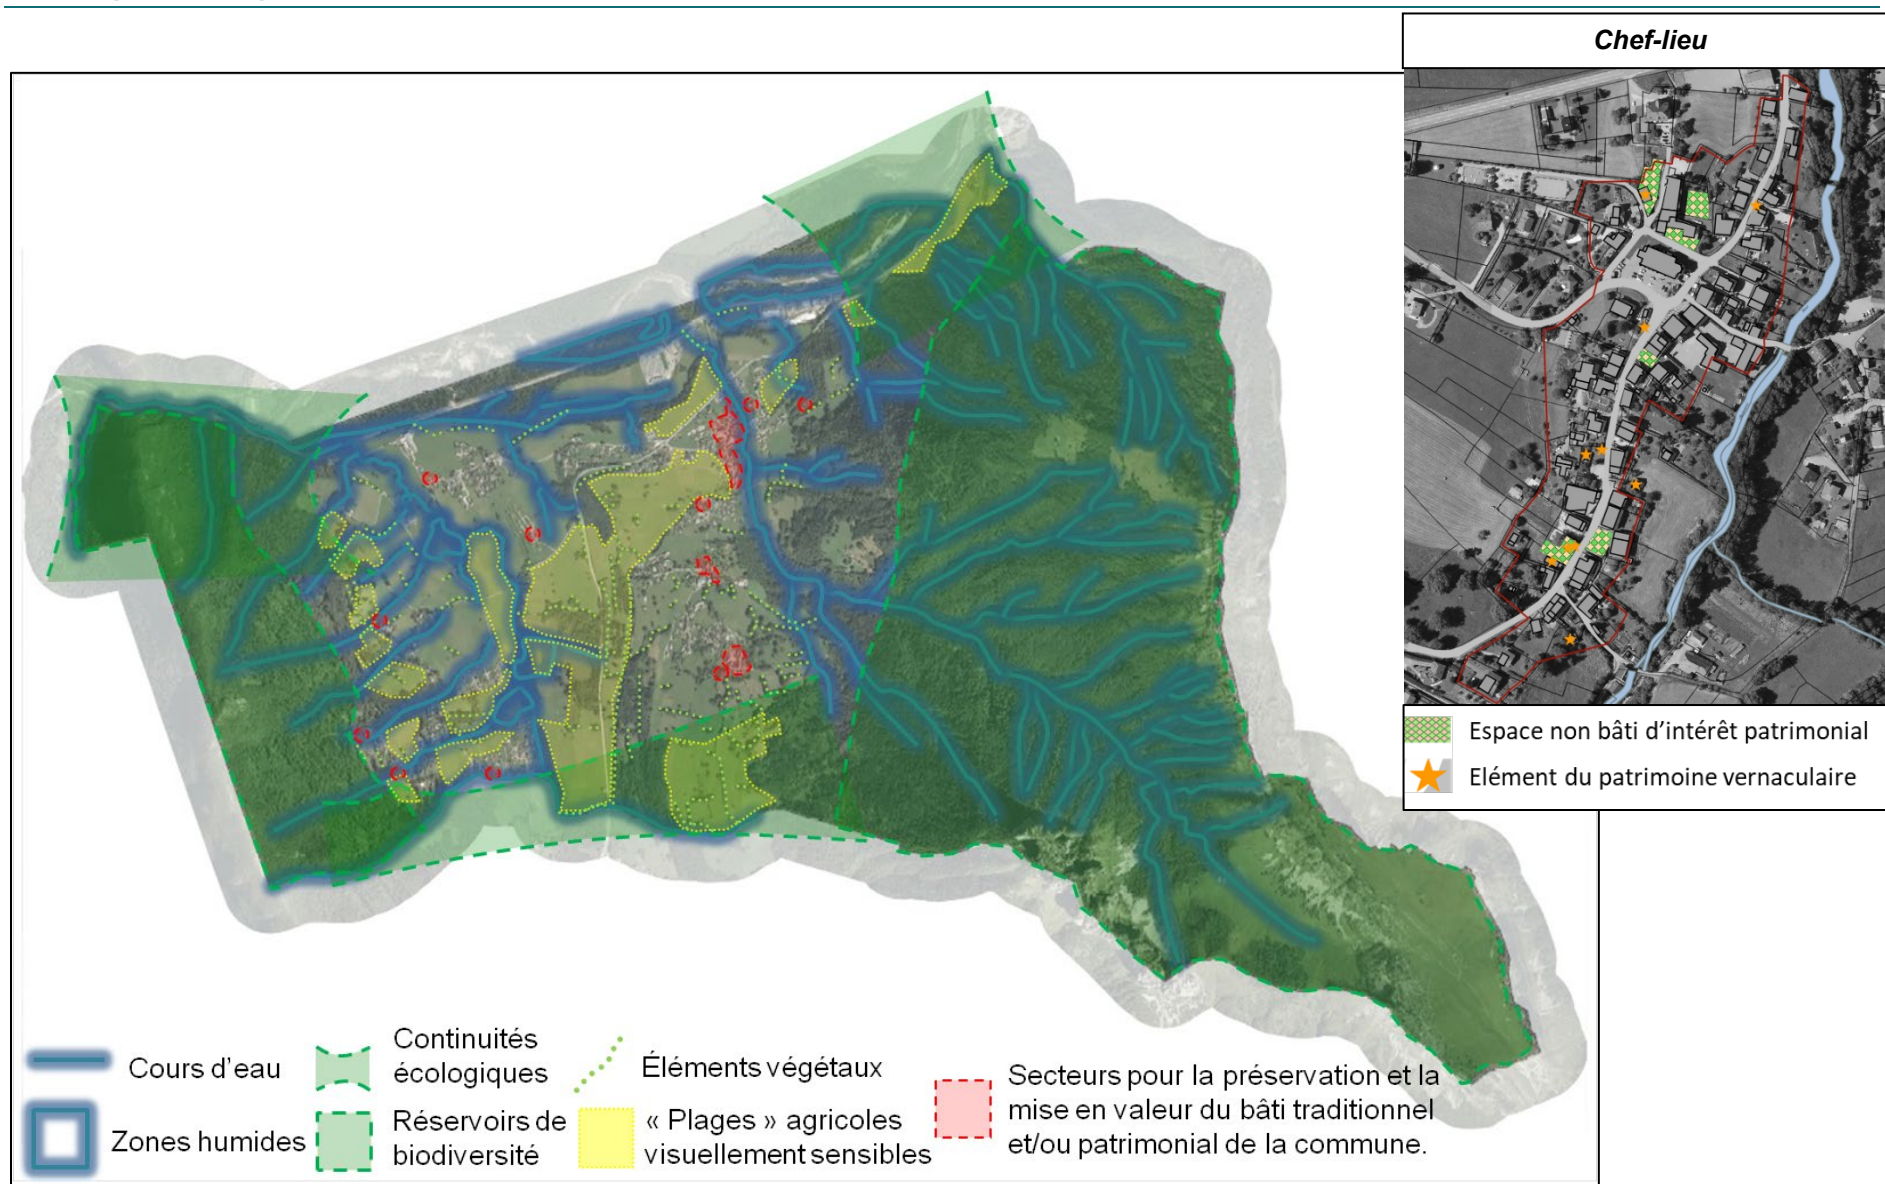 Chef-lieu
Espace non bâti d’intérêt patrimonial
Elément du patrimoine vernaculaire
Cours d’eau
Zones humides
Continuités
écologiques
Réservoirs de
biodiversité
Éléments végétaux
« Plages » agricoles
visuellement sensibles
Secteurs pour la préservation et la
mise en valeur du bâti traditionnel
et/ou patrimonial de la commune.